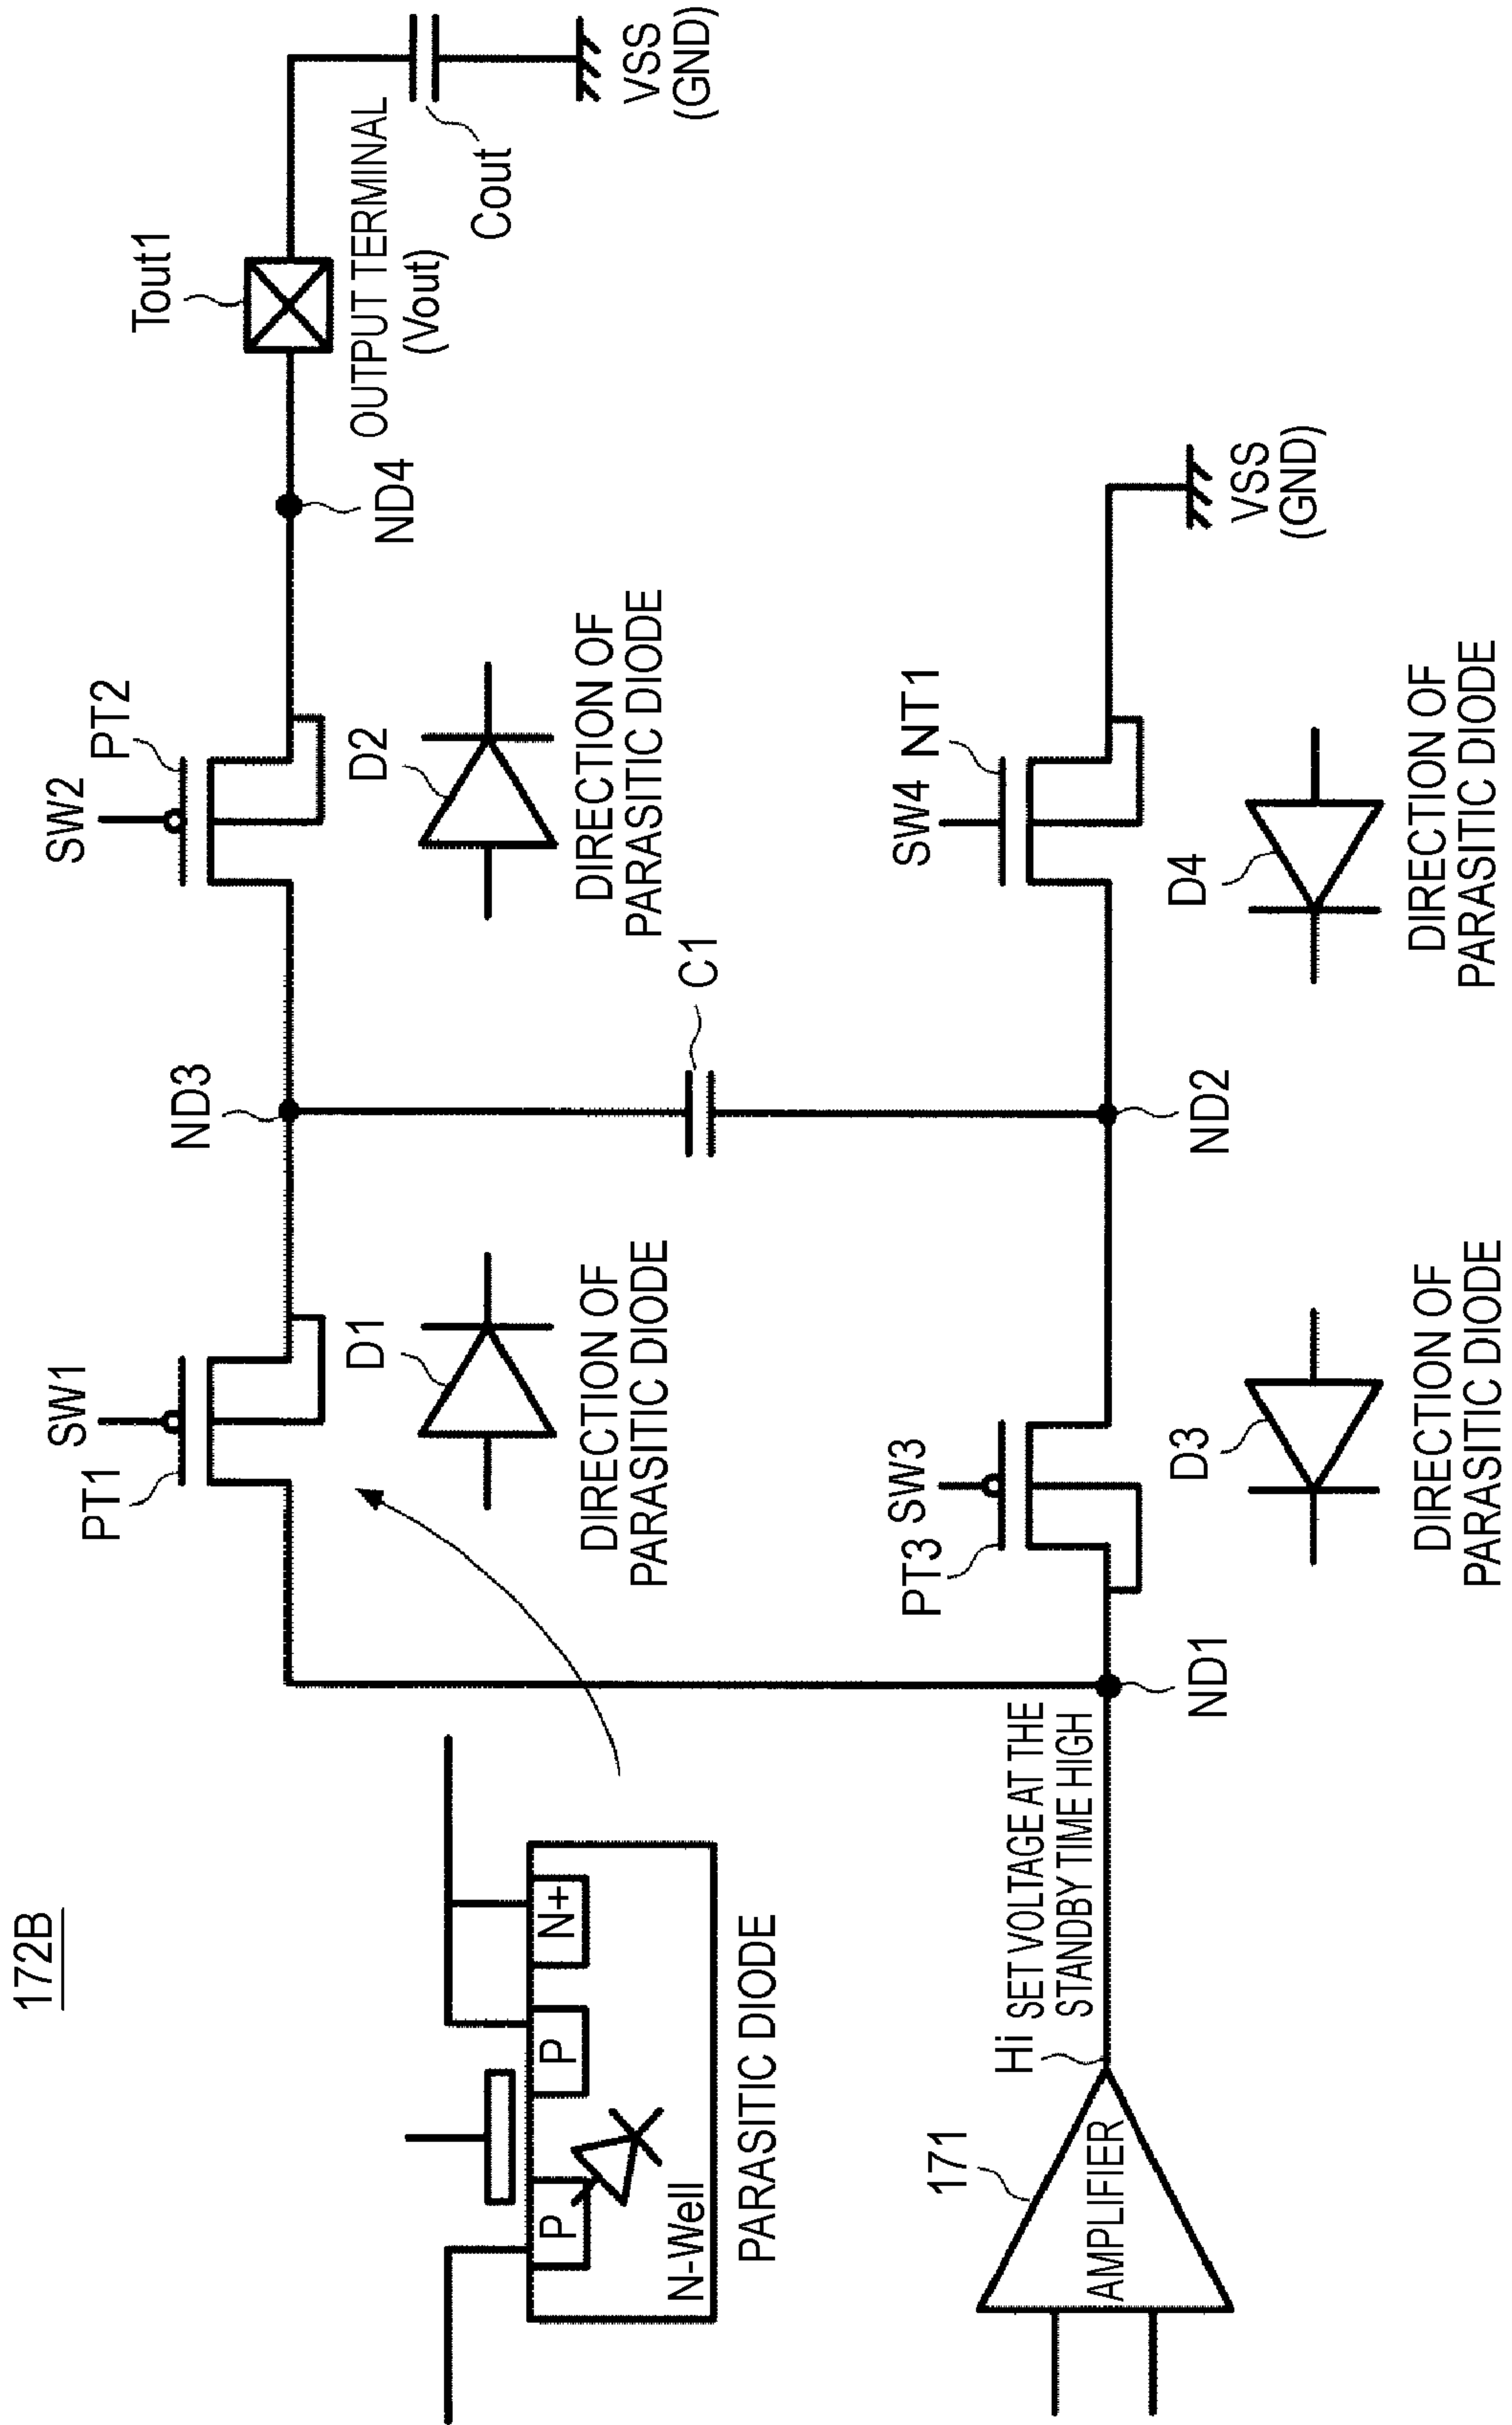 172B
SW1
PT1
ND3
SW2
PT2
Tout1
D1
DIRECTION OF
PARASITIC DIODE
D2
DIRECTION OF
PARASITIC DIODE
ND4
OUTPUT TERMINAL
(Vout)
Cout
VSS
(GND)
P
P
N+
N-Well
PARASITIC DIODE
C1
171
AMPLIFIER
Hi
SET VOLTAGE AT THE
STANDBY TIME HIGH
ND1
PT3
SW3
ND2
SW4
NT1
VSS
(GND)
D3
DIRECTION OF
PARASITIC DIODE
D4
DIRECTION OF
PARASITIC DIODE